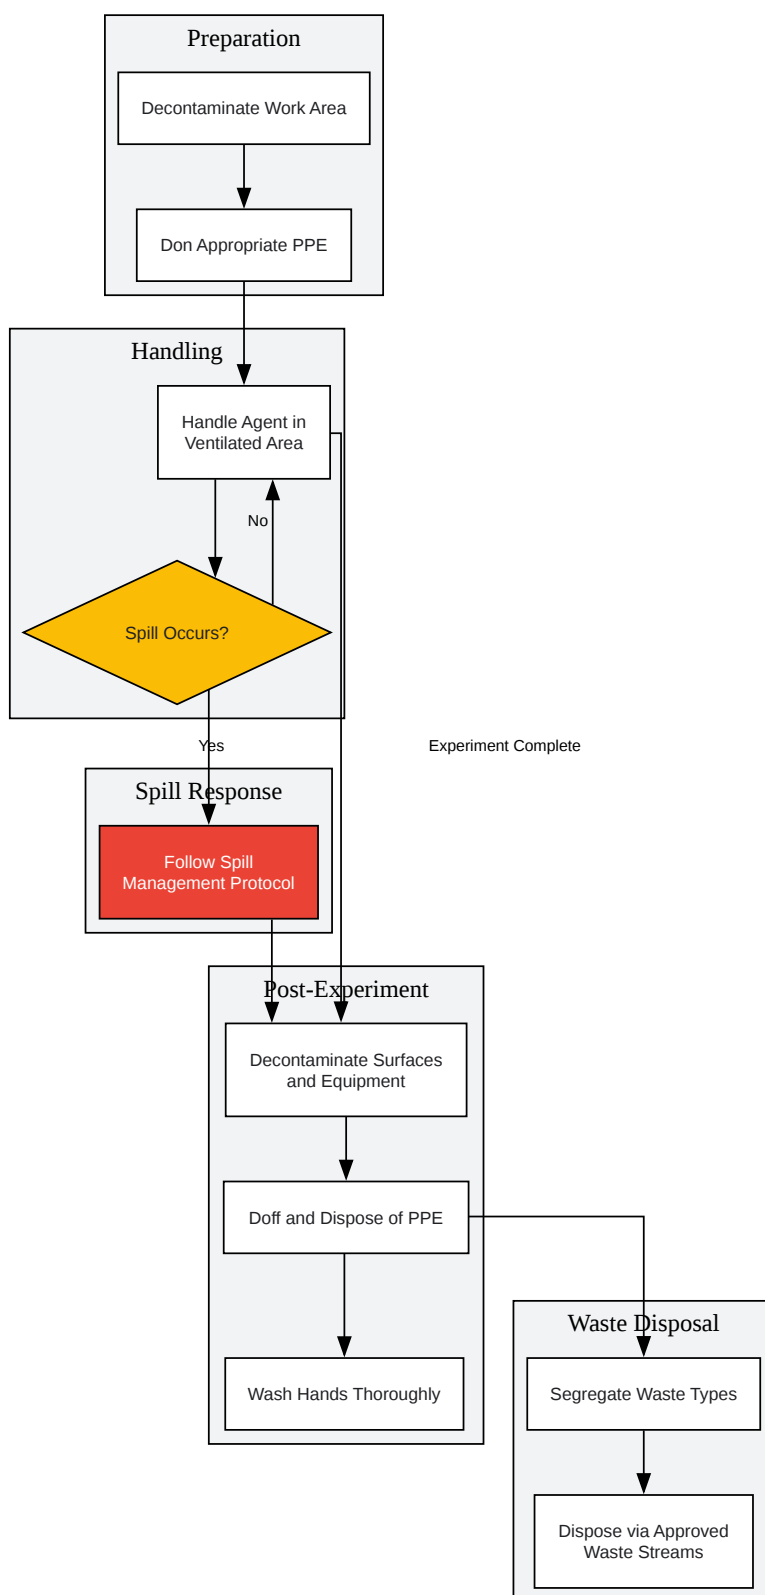 Preparation
Decontaminate Work Area
Don Appropriate PPE
Handling
Handle Agent in
Ventilated Area
No
Spill Occurs?
Yes
Experiment Complete
Spill Response
Follow Spill
Management Protocol
Post-Experiment
Decontaminate Surfaces
and Equipment
Doff and Dispose of PPE
Waste Disposal
Wash Hands Thoroughly
Segregate Waste Types
Dispose via Approved
Waste Streams